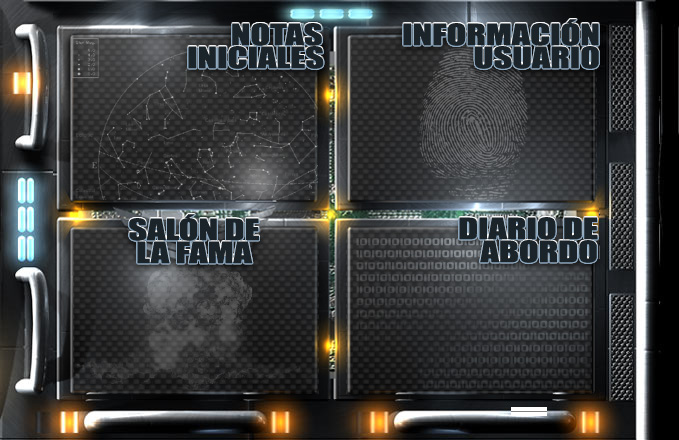 NOTAS
INICIALES
INFORMACIÓN
USUARIO
SALÓN DE
LA FAMA
DIARIO DE
ABORDO